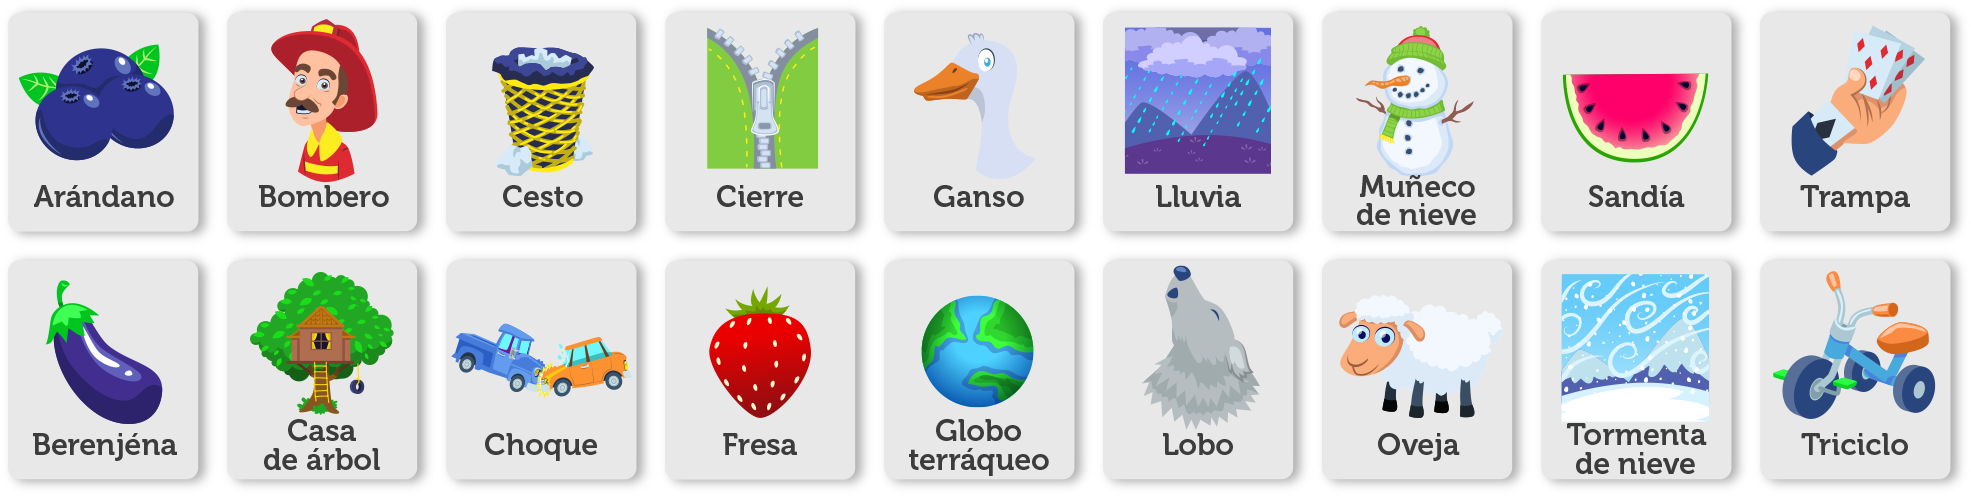 Arándano
Bombero
Cesto
Cierre
Ganso
Lluvia
Muñeco
de nieve
Sandía
Trampa
Berenjéna
Casa
de árbol
Choque
Fresa
Globo
terráqueo
Lobo
Oveja
Tormenta
de nieve
Triciclo